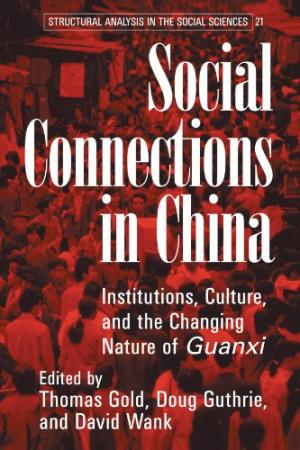 STRUCTURAL ANALYSIS IN THE SOCIAL SCIENCES 21
Social
Connections
in China
Institutions, Culture,
and the Changing
Nature of Guanxi
Edited by
Thomas Gold, Doug Guthrie,
and David Wank